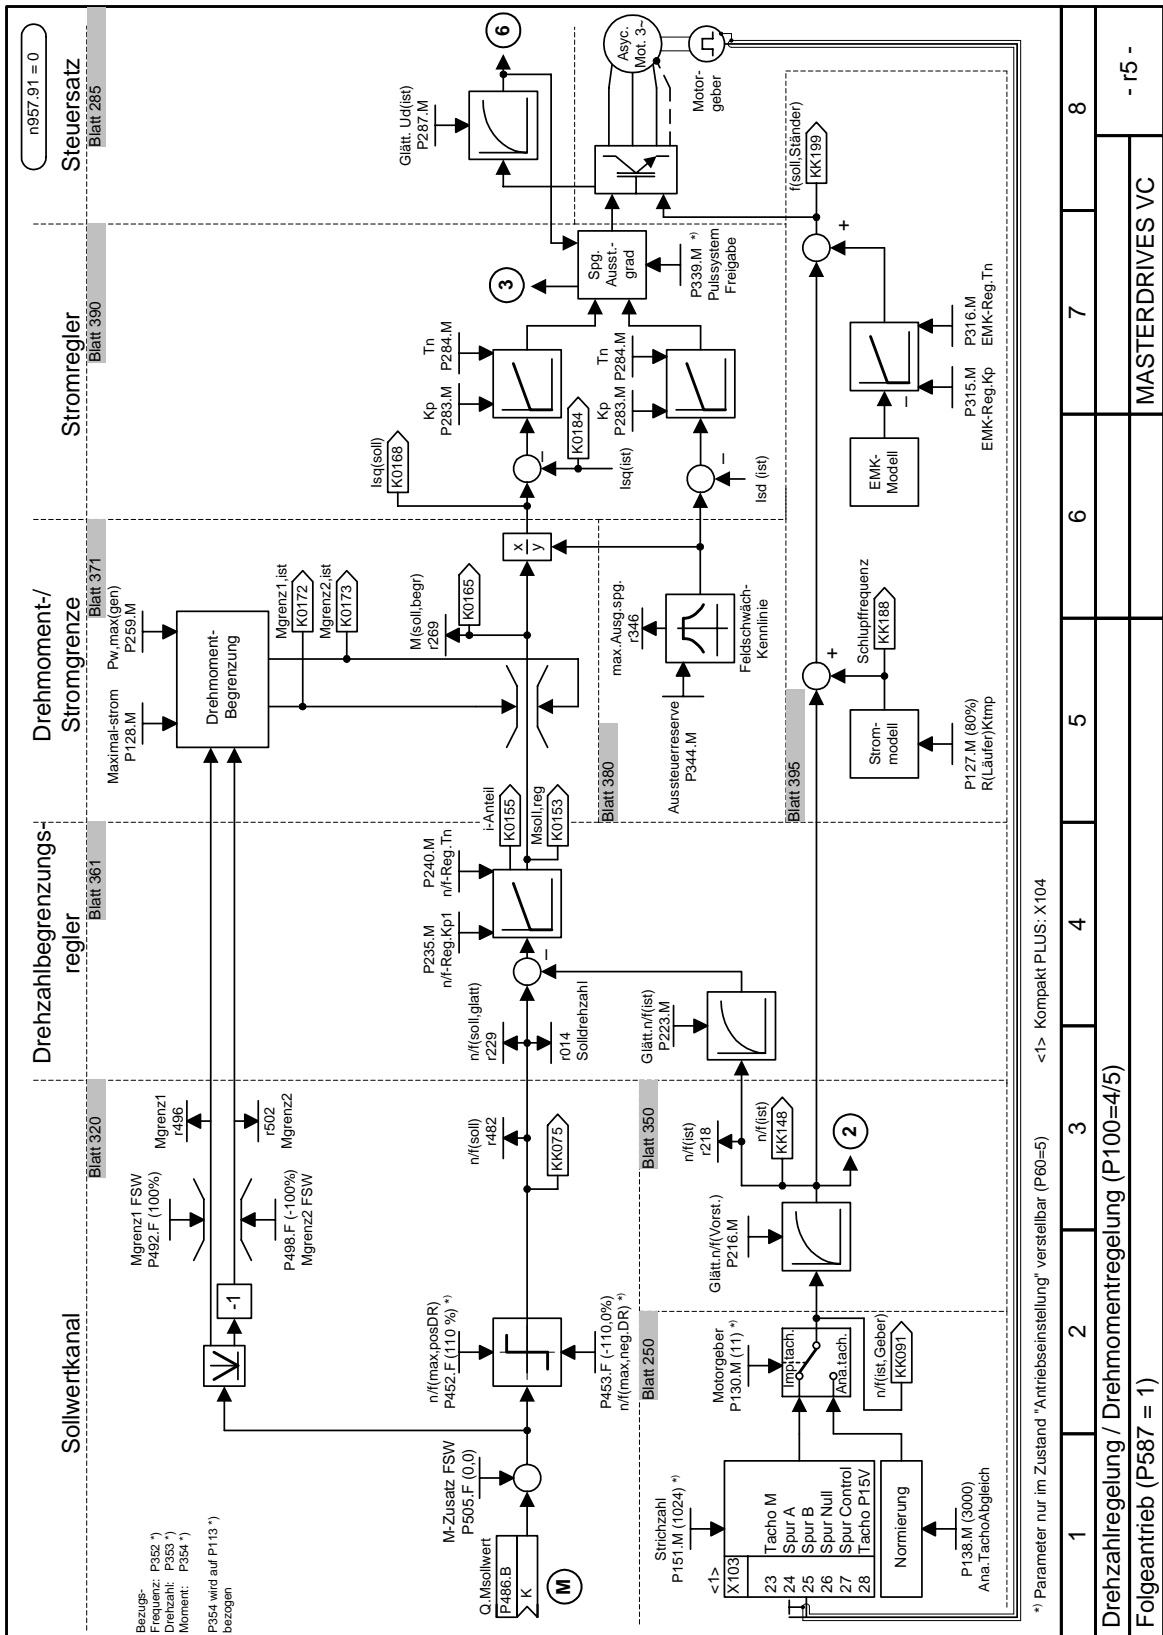 n957.91 = 0
Sollwertkanal
Drehzahlbegrenzungs-
regler
Drehmoment-/
Stromgrenze
Stromregler
Steuersatz
Blatt 320
Blatt 361
Blatt 371
Blatt 390
Blatt 285
Bezugs-
Frequenz: P352 *)
Drehzahl: P353 *)
Moment: P354 *)
P354 wird auf P113 *)
bezogen
Mgrenz1 FSW
P492.F (100%)
Mgrenz1
r496
-1
P498.F (-100%)
Mgrenz2 FSW
r502
Mgrenz2
Maximal-strom
P128.M
Pw,max(gen)
P259.M
Drehmoment-
Begrenzung
Mgrenz1,ist
K0172
Mgrenz2,ist
K0173
Q.Msollwert
P486.B
K
M
M-Zusatz FSW
P505.F (0,0)
n/f(max,posDR)
P452.F (110 %) *)
P453.F (-110,0%)
n/f(max,neg.DR) *)
n/f(soll)
r482
KK075
n/f(soll,glatt)
r229
r014
Solldrehzahl
P235.M
n/f-Reg.Kp1
P240.M
n/f-Reg.Tn
–
i-Anteil
K0155
Msoll,reg
K0153
M(soll,begr)
r269
K0165
x
y
Isq(soll)
K0168
–
K0184
Isq(ist)
Kp
P283.M
Tn
P284.M
Kp
P283.M
Tn
P284.M
–
Isd (ist)
3
Spg.
Ausst.-
grad
P339.M *)
Pulssystem
Freigabe
Glätt. Ud(ist)
P287.M
6
Asyc.
Mot. 3~
Motor-
geber
Blatt 380
Aussteuerreserve
P344.M
max.Ausg.spg.
r346
Feldschwäch-
Kennlinie
Blatt 250
Blatt 350
Blatt 395
Strichzahl
P151.M (1024) *)
<1>
X103
23 Tacho M
24 Spur A
25 Spur B
26 Spur Null
27 Spur Control
28 Tacho P15V
Normierung
P138.M (3000)
Ana.TachoAbgleich
Motorgeber
P130.M (11) *)
Imp.tach.
Ana.tach.
n/f(ist,Geber)
KK091
Glätt.n/f(Vorst.)
P216.M
n/f(ist)
r218
n/f(ist)
KK148
2
Glätt.n/f(ist)
P223.M
Strom-
modell
P127.M (80%)
R(Läufer)Ktmp
Schlupffrequenz
KK188
+
EMK-
Modell
–
P315.M
EMK-Reg.Kp
P316.M
EMK-Reg.Tn
+
f(soll,Ständer)
KK199
*) Parameter nur im Zustand "Antriebseinstellung" verstellbar (P60=5)
<1> Kompakt PLUS: X104
1 2 3 4 5 6 7 8
Drehzahlregelung / Drehmomentregelung (P100=4/5)
Folgeantrieb (P587 = 1)
MASTERDRIVES VC
- r5 -